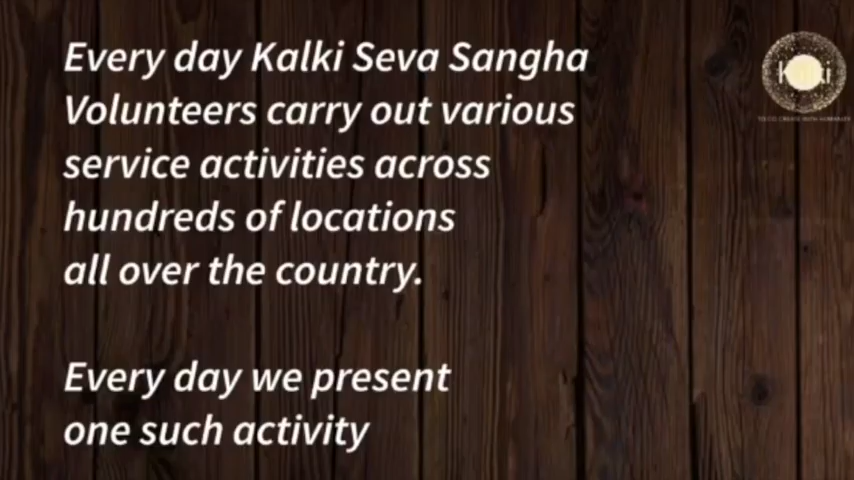 Every day Kalki Seva Sangha
Volunteers carry out various
service activities across
hundreds of locations
all over the country.
Every day we present
one such activity